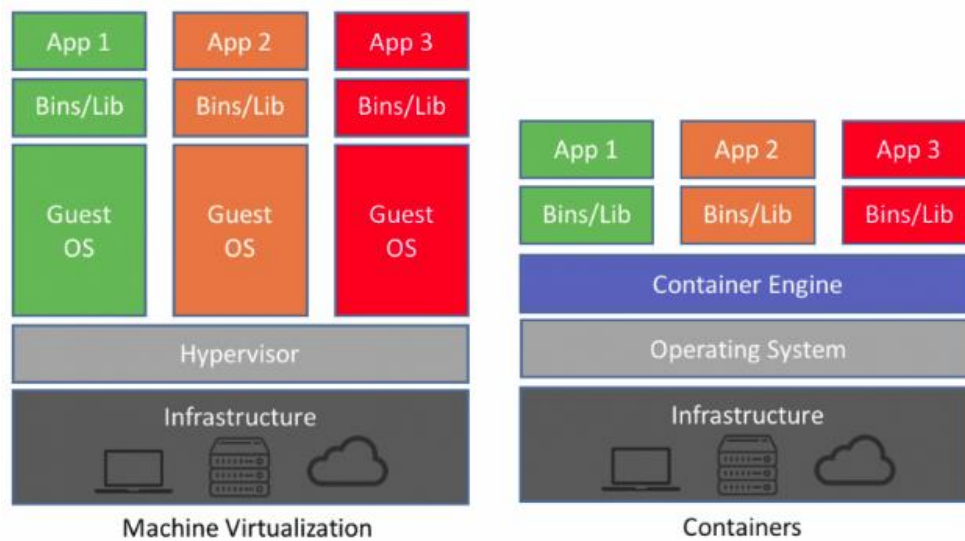 App 1
App 2
App 3
Bins/Lib
Bins/Lib
Bins/Lib
Guest
OS
Guest
OS
Guest
OS
Hypervisor
Infrastructure
Machine Virtualization
App 1
App 2
App 3
Bins/Lib
Bins/Lib
Bins/Lib
Container Engine
Operating System
Infrastructure
Containers